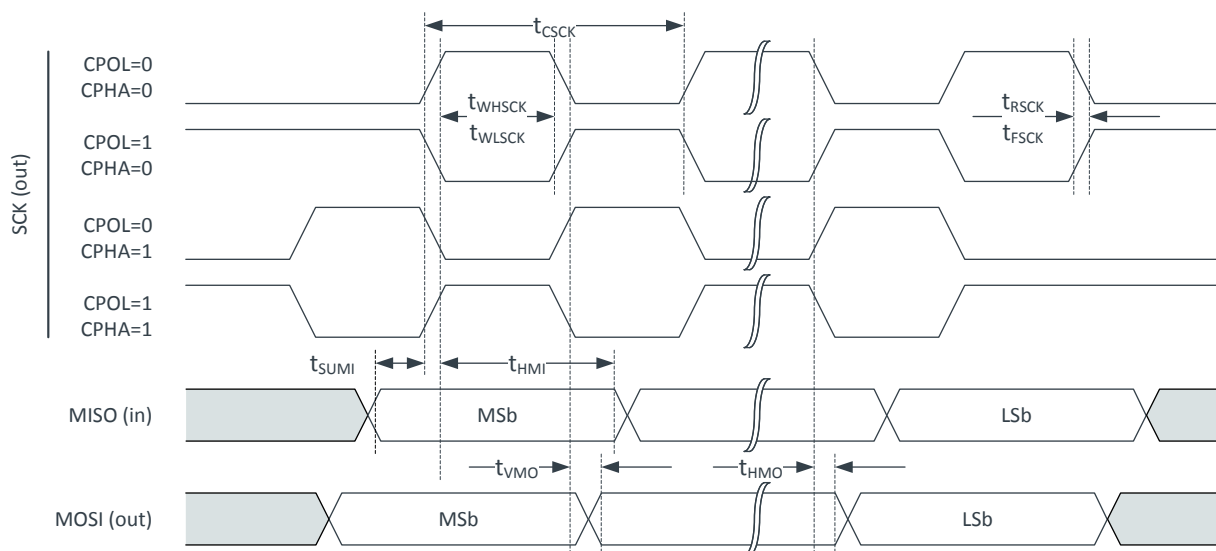 tCSCK
CPOL=0
CPHA=0
tWHSCK
tRSCK
CPOL=1
CPHA=0
tWLSCK
tFSCK
SCK (out)
CPOL=0
CPHA=1
CPOL=1
CPHA=1
tSUMI
tHMI
MISO (in)
MSb
LSb
tVMO
tHMO
MOSI (out)
MSb
LSb